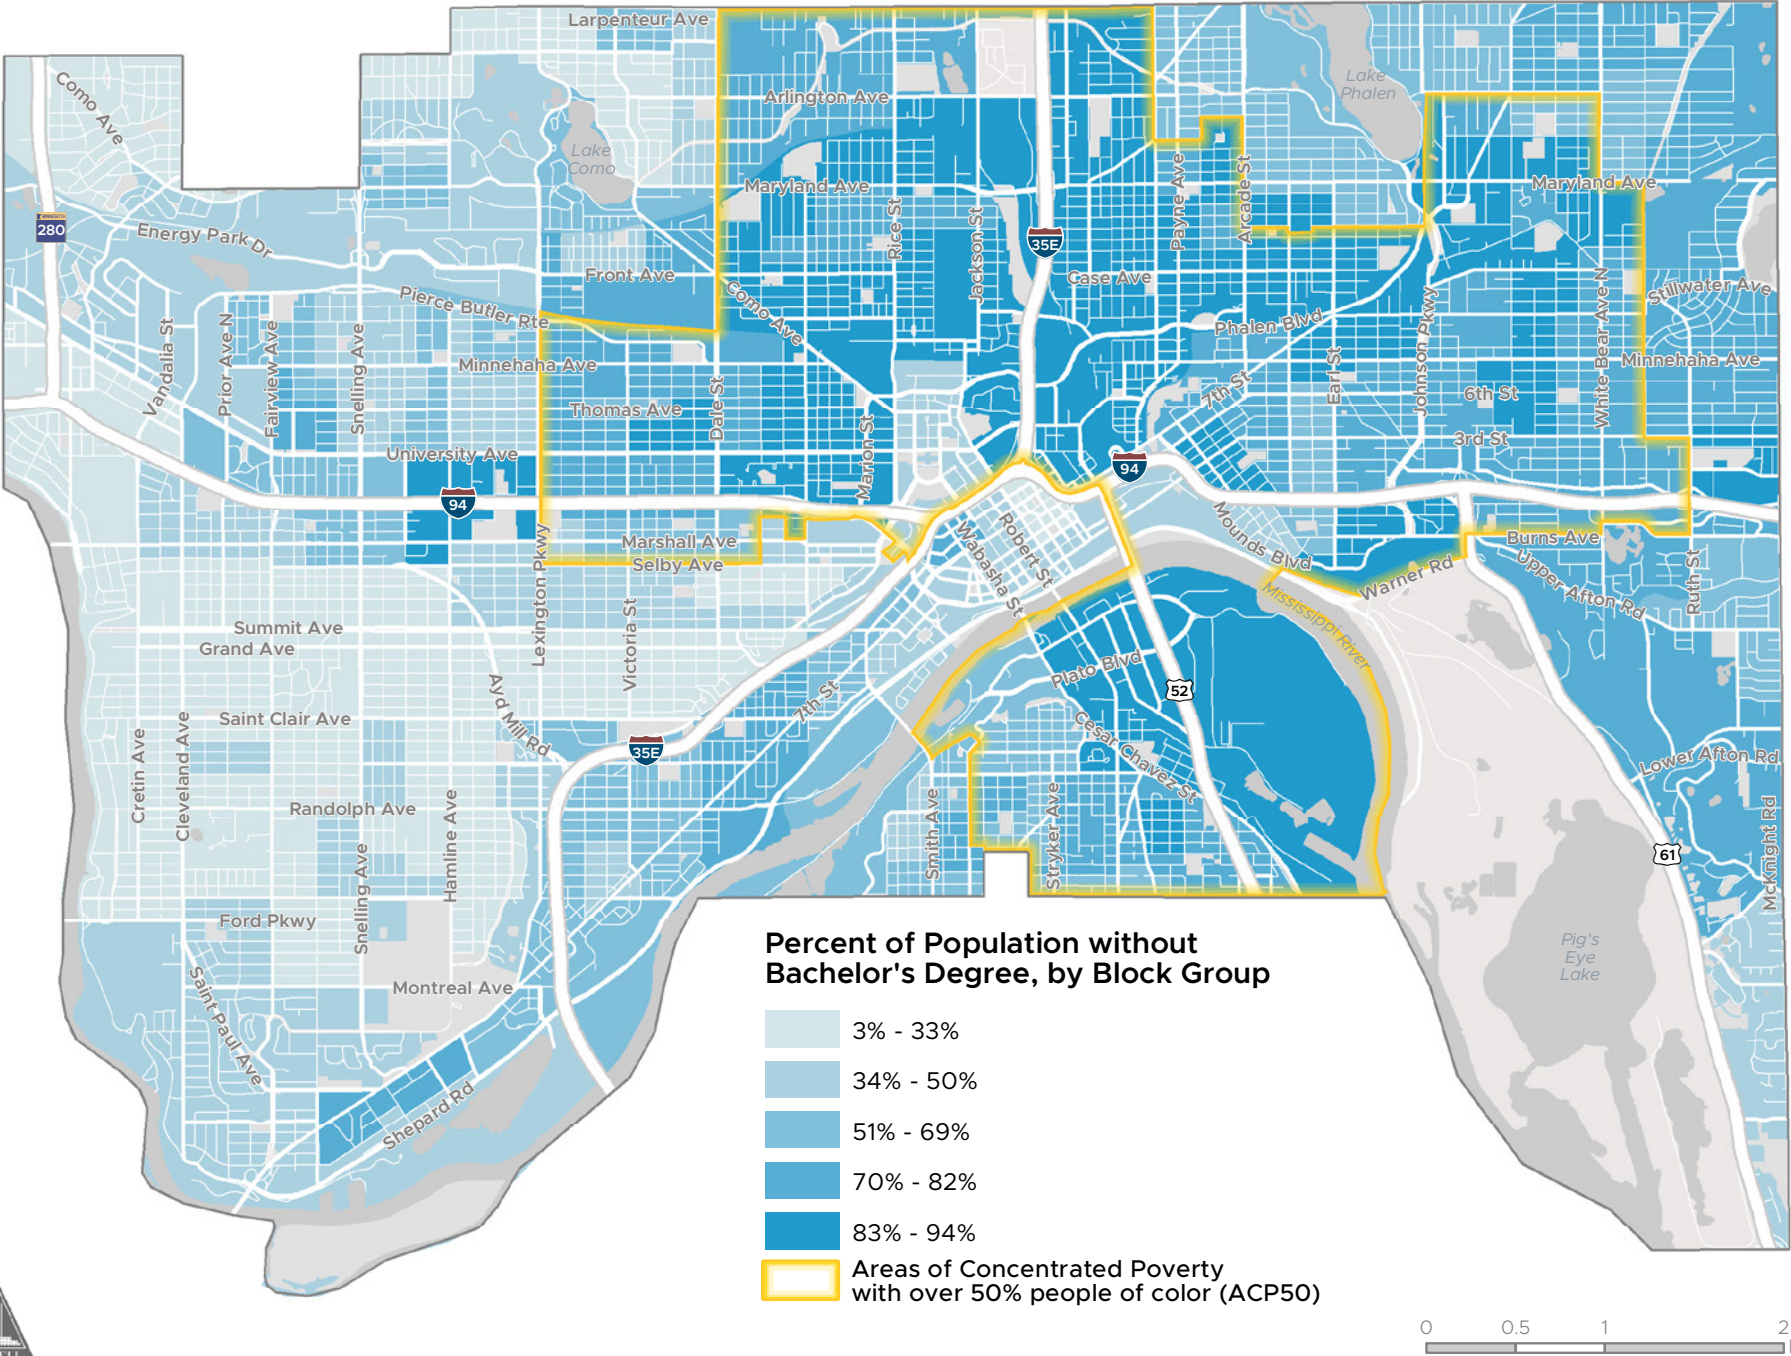 Larpenteur Ave
Como Ave
Lake
Phalen
Arlington Ave
Lake
Como
Maryland Ave
Maryland Ave
Payne Ave
Arcade St
Rice St
Jackson St
MINNESOTA
280
Energy Park Dr
35E
Front Ave
Case Ave
Como Ave
Stillwater Ave
Pierce Butler Rte
Phalen Blvd
Johnson Pkwy
White Bear Ave N
Vandalia St
Prior Ave N
Fairview Ave
Snelling Ave
Minnehaha Ave
Minnehaha Ave
Earl St
7th St
6th St
Thomas Ave
Dale St
Marion St
3rd St
University Ave
94
94
Mounds Blvd
Robert St
Wabasha St
Marshall Ave
Selby Ave
Burns Ave
Upper Afton Rd
Ruth St
Warner Rd
Lexington Pkwy
Victoria St
Mississippi River
Summit Ave
Grand Ave
Plato Blvd
52
Ayd Mill Rd
7th St
Saint Clair Ave
35E
Cesar Chavez St
Lower Afton Rd
Cretin Ave
Cleveland Ave
Randolph Ave
Hamline Ave
Smith Ave
Stryker Ave
McKnight Rd
61
Snelling Ave
Ford Pkwy
Pig's
Eye
Lake
Saint Paul Ave
Montreal Ave
Shepard Rd
Percent of Population without
Bachelor's Degree, by Block Group
3% - 33%
34% - 50%
51% - 69%
70% - 82%
83% - 94%
Areas of Concentrated Poverty
with over 50% people of color (ACP50)
0 0.5 1 2